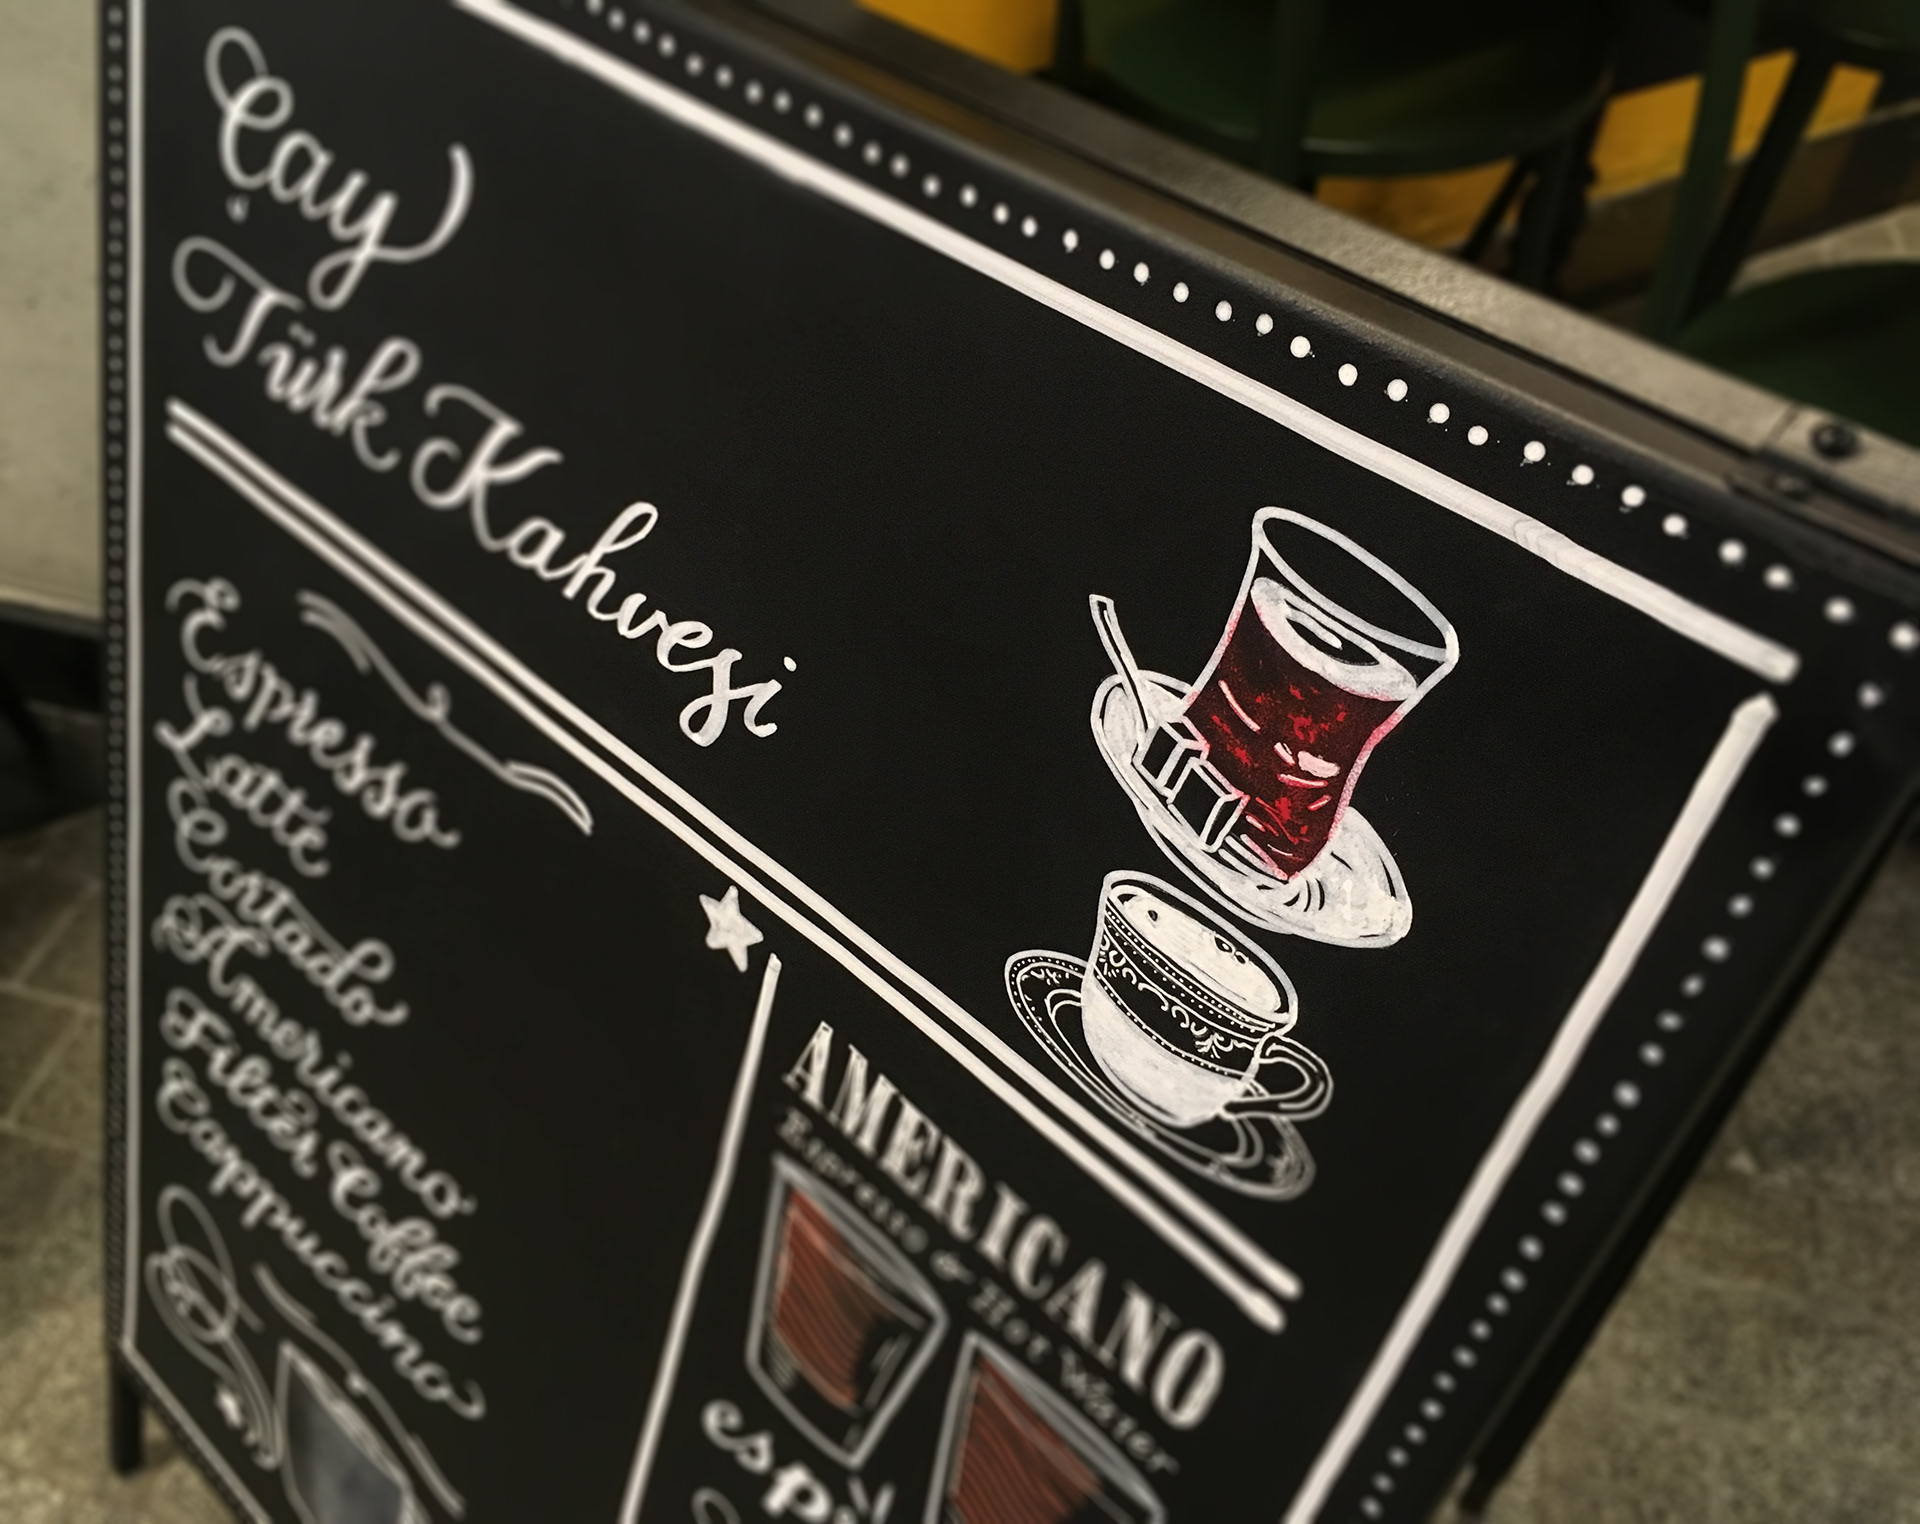 Çay
Türk Kahvesi
Espresso
Latte
Cortado
Americano
Filter Coffee
Cappuccino
AMERICANO
Espresso & Hot Water